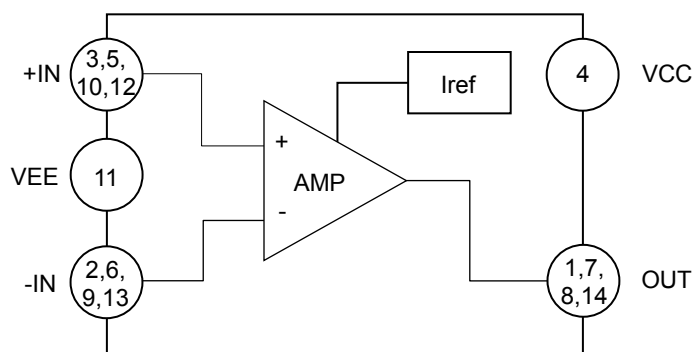 +IN
3,5,
10,12
Iref
4
VCC
+
AMP
-
VEE
11
-IN
2,6,
9,13
1,7,
8,14
OUT